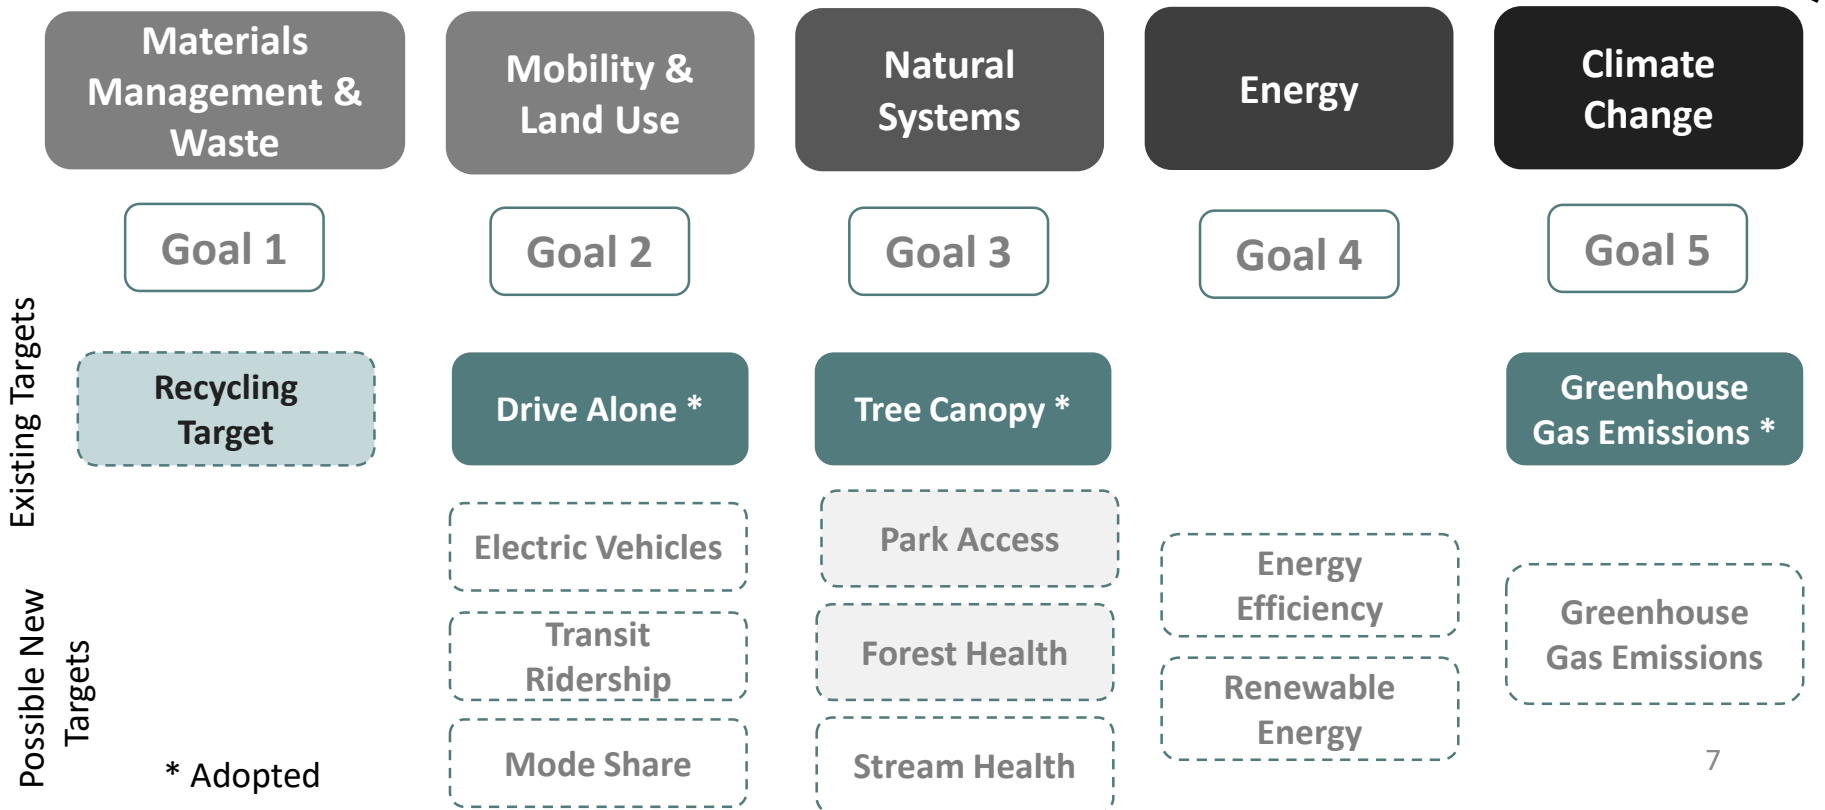 Materials
Management &
Waste
Mobility &
Land Use
Natural
Systems
Energy
Climate
Change
Goal 1
Goal 2
Goal 3
Goal 4
Goal 5
Existing Targets
Recycling
Target
Drive Alone *
Tree Canopy *
Greenhouse
Gas Emissions *
Possible New
Targets
Electric Vehicles
Transit
Ridership
Mode Share
Park Access
Forest Health
Stream Health
Energy
Efficiency
Renewable
Energy
Greenhouse
Gas Emissions
* Adopted
7